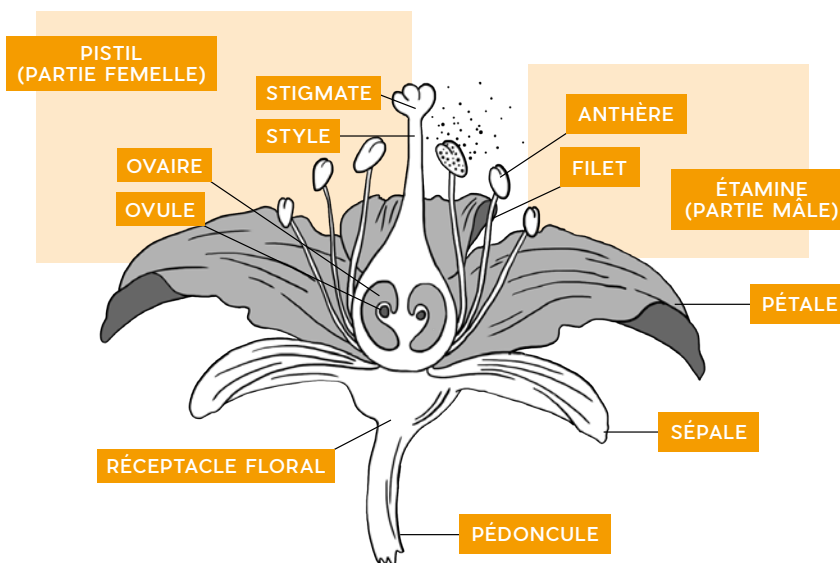 PISTIL
(PARTIE FEMELLE)
STIGMATE
STYLE
OVAIRE
OVULE
ANTHÈRE
FILET
ÉTAMINE
(PARTIE MÂLE)
PÉTALE
SÉPALE
RÉCEPTACLE FLORAL
PÉDONCULE